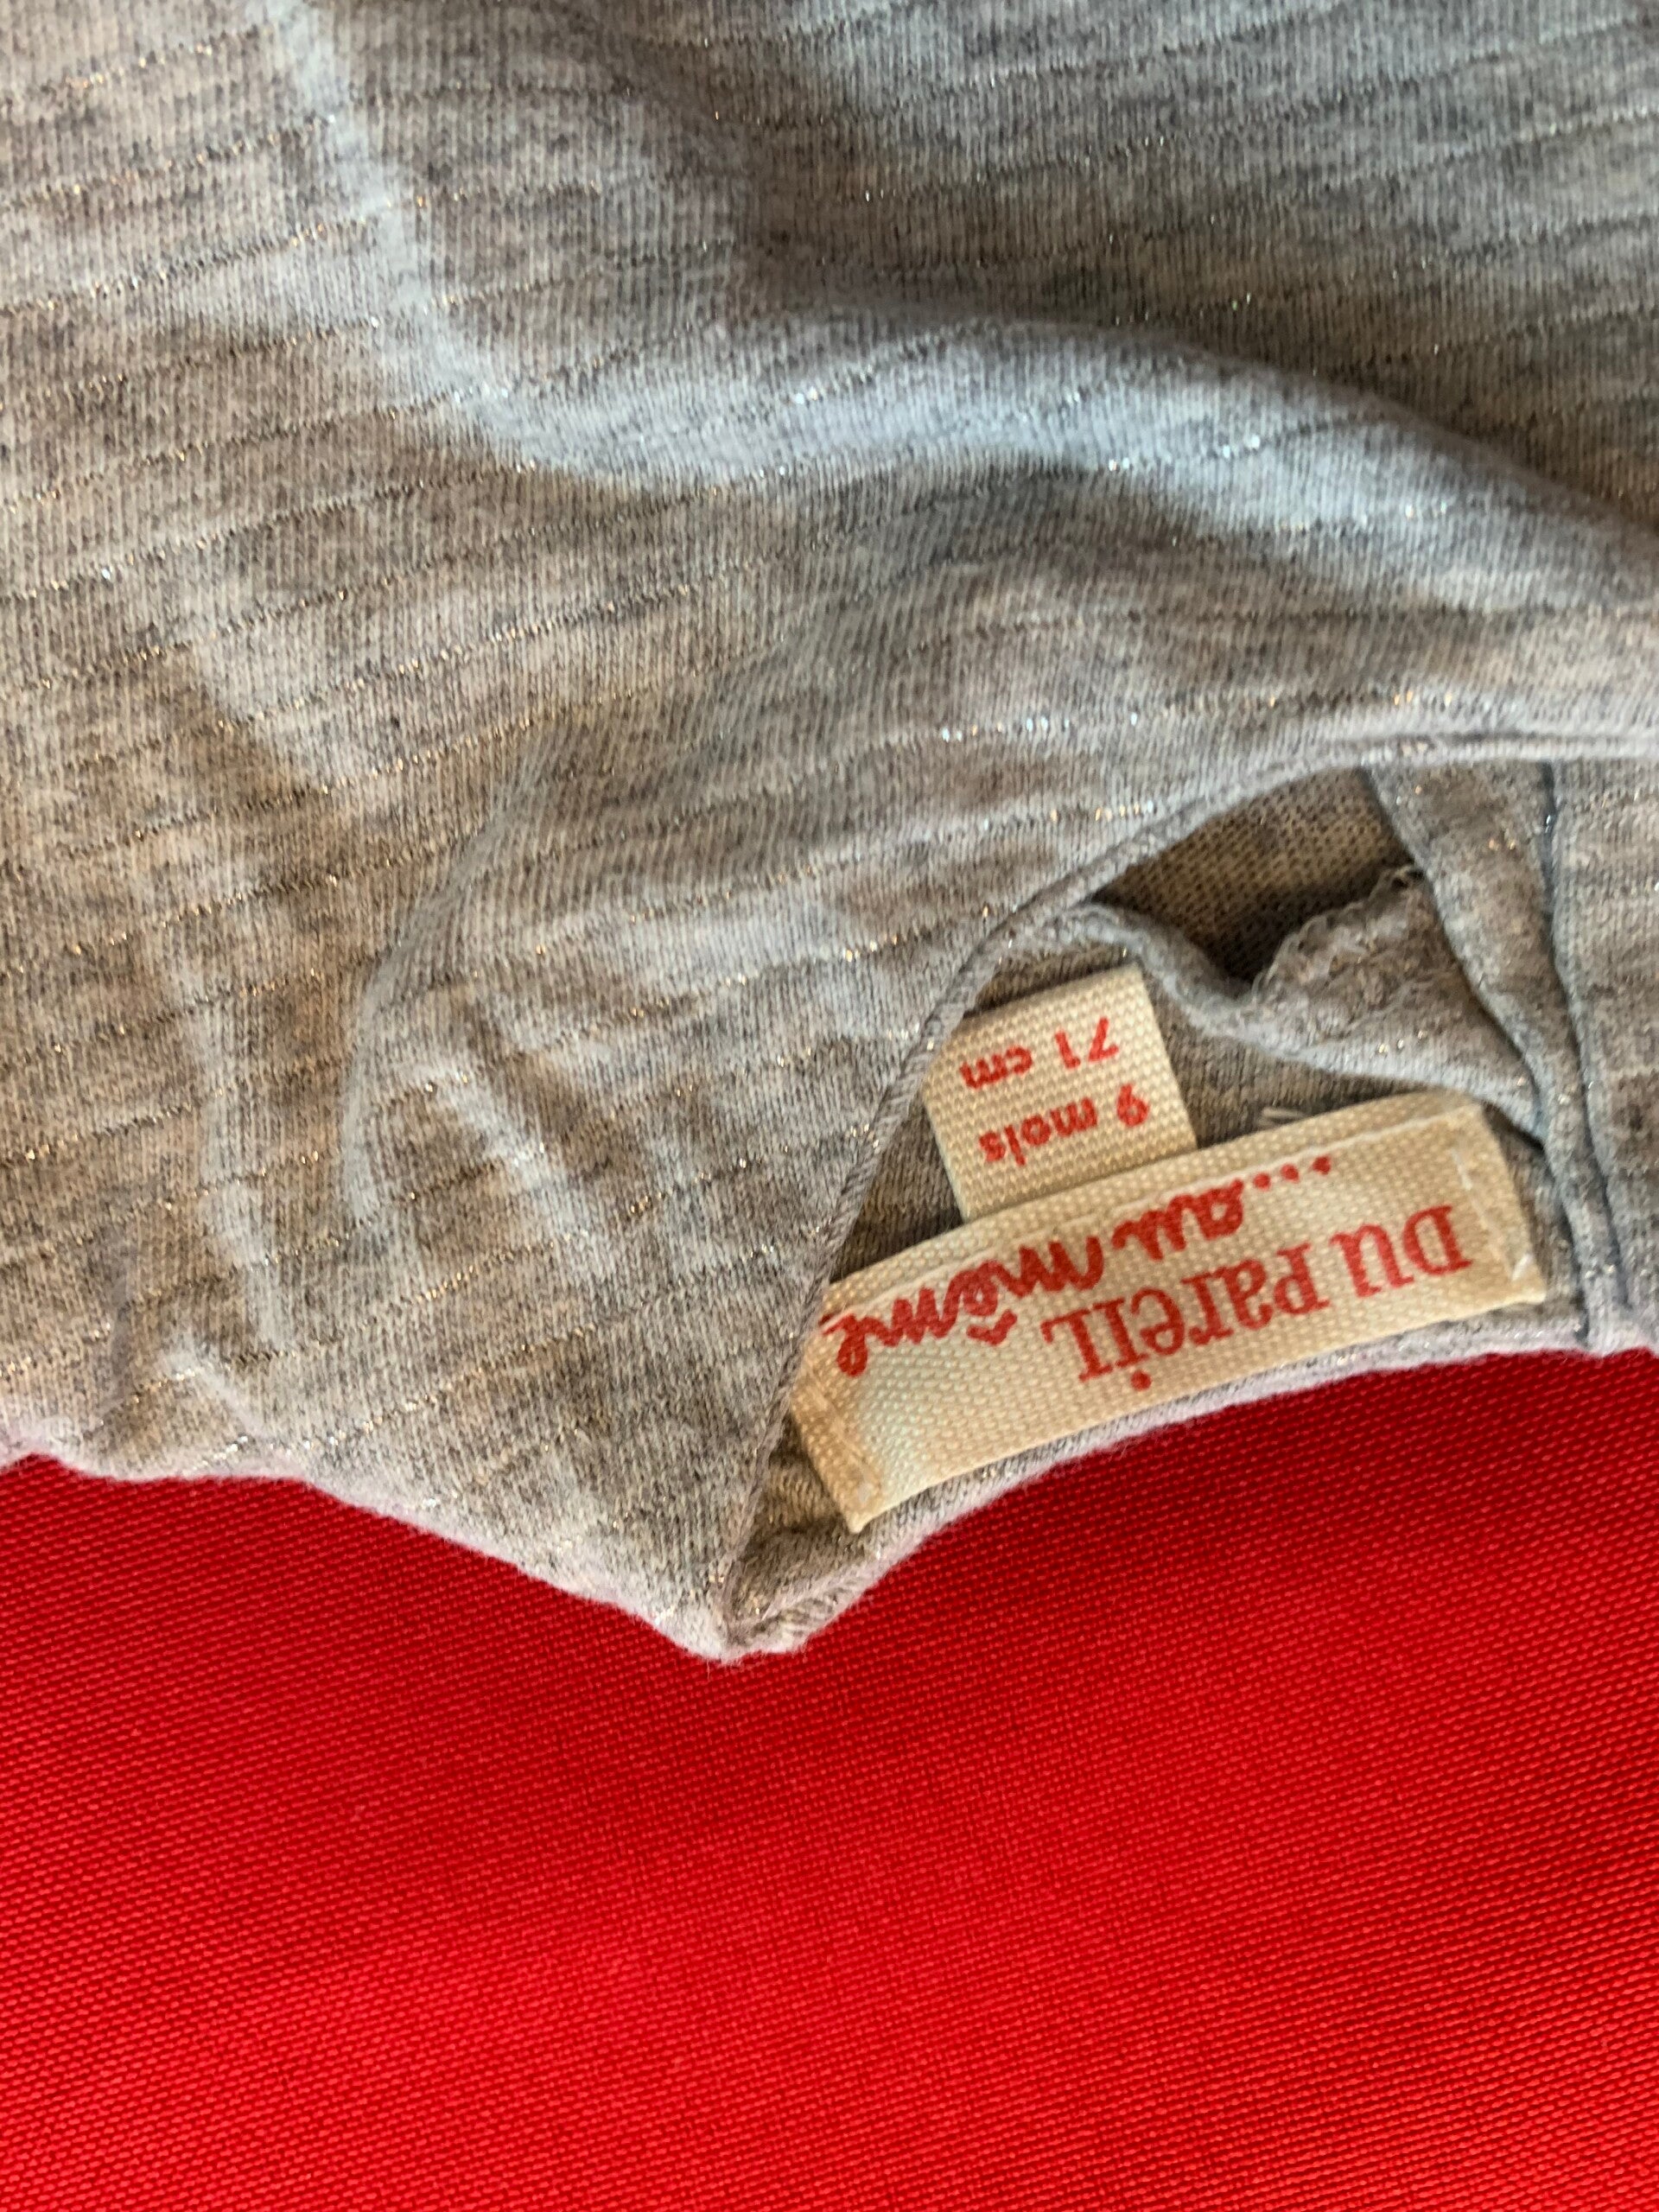 DU Pareil
...au même
9 mois
71 cm